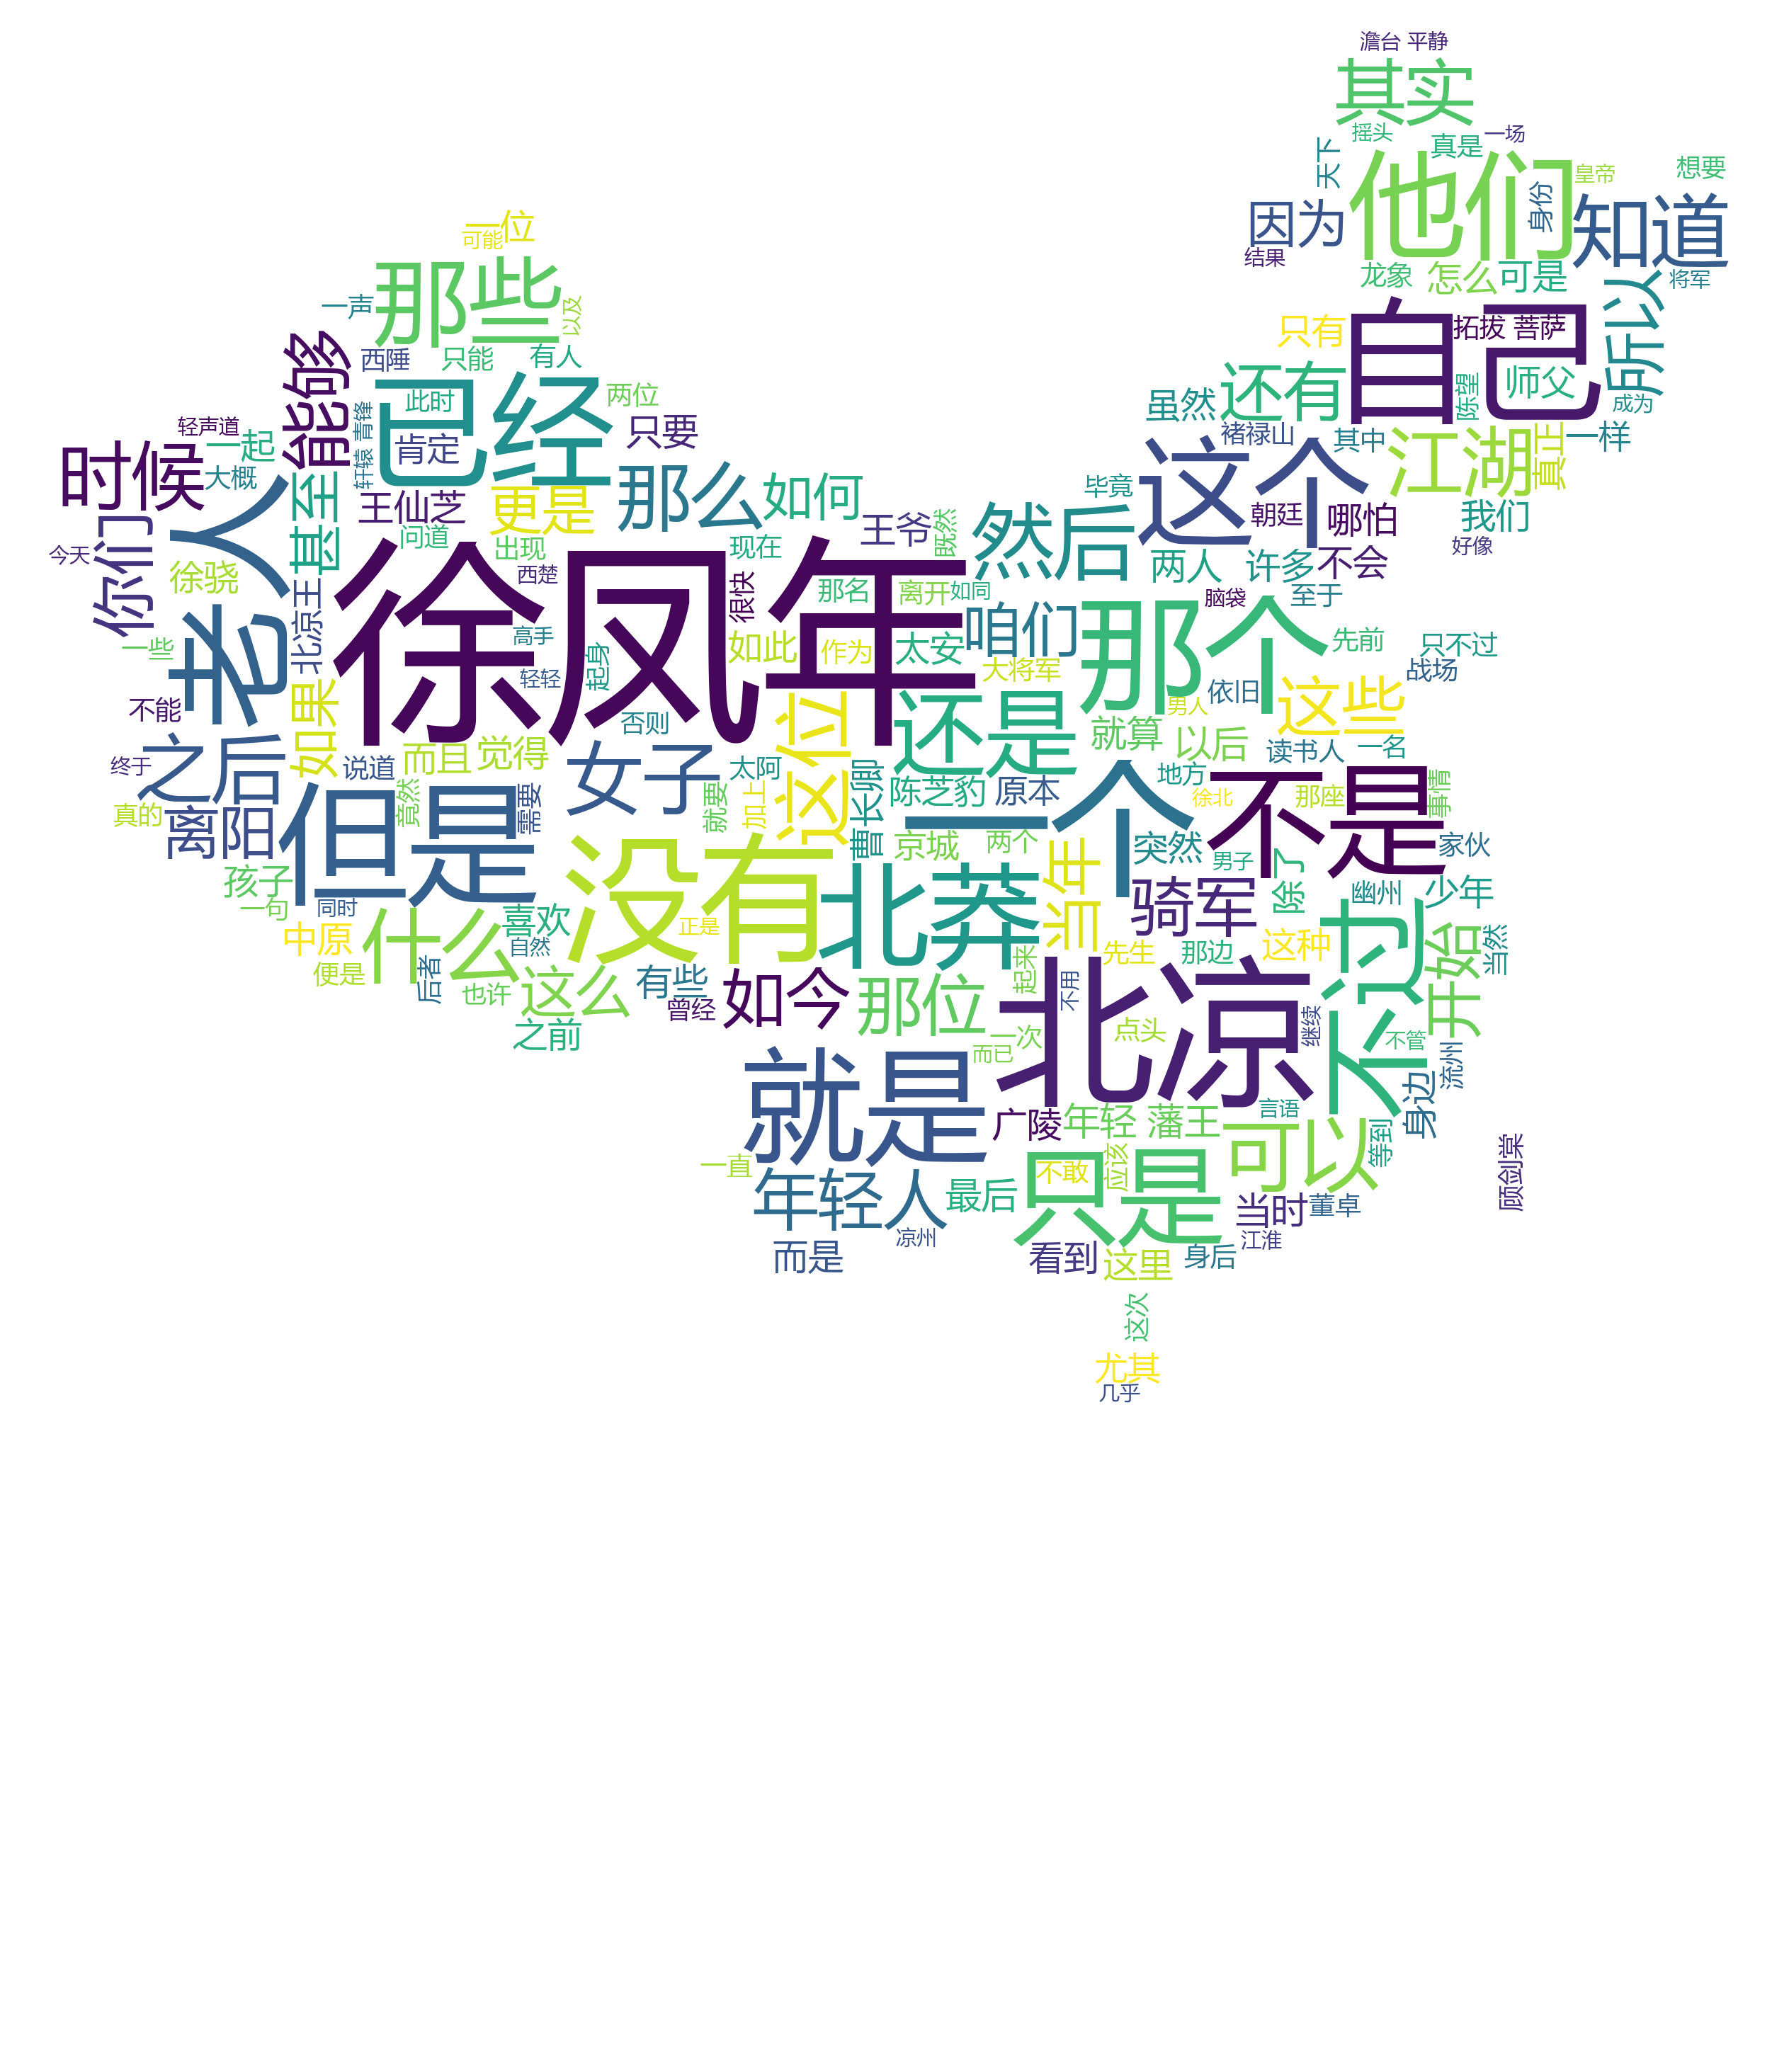 澹台 平静
其实
摇头
真是
一场
天下
他们
皇帝
想要
身份
因为
知道
结果
龙象
怎么
可是
将军
所以
一位
可能
那些
一声
以及
自己
拓拔 菩萨
只有
西陲
只能
有人
能够
已经
此时
两位
还有
师父
陈望
成为
虽然
轻声道
一起
轩辕 青锋
肯定
只要
褚禄山
其中
江湖
真正
一样
时候
大概
甚至
王仙芝
更是
那么
如何
毕竟
这个
朝廷
哪怕
我们
好像
你们
今天
老人
徐骁
问道
出现
现在
王爷
既然
然后
两人
许多
不会
西楚
徐凤年
很快
那名
离开
如同
脑袋
至于
北凉王
一些
高手
起身
轻轻
如此
作为
太安
咱们
那个
先前
只不过
大将军
战场
不能
如果
否则
这位
还是
男人
依旧
这些
之后
终于
说道
而且
觉得
女子
太阿
就算
以后
读书人
一名
真的
离阳
竟然
但是
需要
就要
加上
曹长卿
陈芝豹
原本
一个
地方
徐北
不是
那座
事情
京城
两个
突然
男子
家伙
孩子
一句
同时
没有
北莽
当年
骑军
除了
幽州
少年
中原
什么
喜欢
自然
正是
先生
那边
这种
不过
开始
当然
便是
后者
也许
这么
有些
曾经
如今
那位
起来
不用
北凉
继续
之前
一次
而已
点头
不管
流州
就是
广陵
年轻
藩王
言语
身边
一直
不敢
应该
可以
等到
顾剑棠
年轻人
最后
只是
当时
董卓
凉州
江淮
而是
看到
这里
身后
这次
尤其
几乎